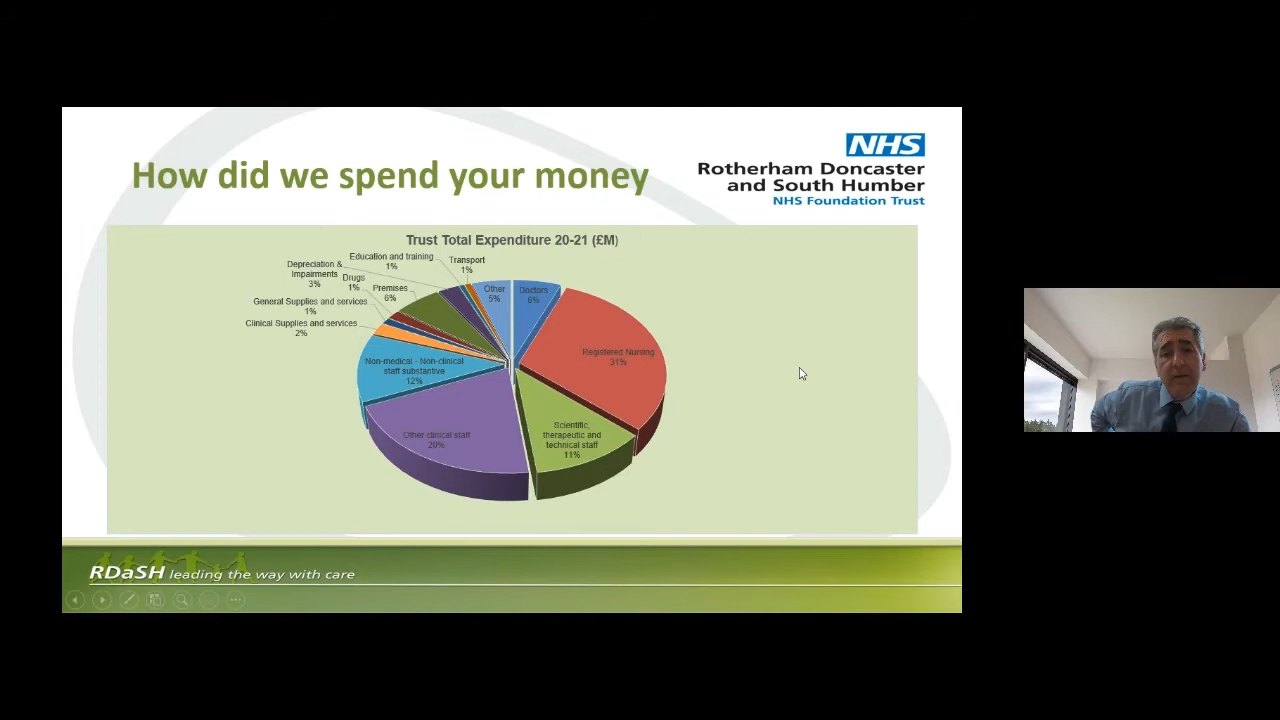 How did we spend your money
NHS
Rotherham Doncaster
and South Humber
NHS Foundation Trust
Trust Total Expenditure 20-21 (£M)
Education and training
1%
Transport
1%
Depreciation &
Impairments
3%
Drugs
1%
Premises
6%
Other
5%
Doctors
6%
General Supplies and services
1%
Clinical Supplies and services
2%
Registered Nursing
31%
Non-medical - Non-clinical
staff substantive
12%
Other clinical staff
20%
Scientific,
therapeutic and
technical staff
11%
RDaSH leading the way with care